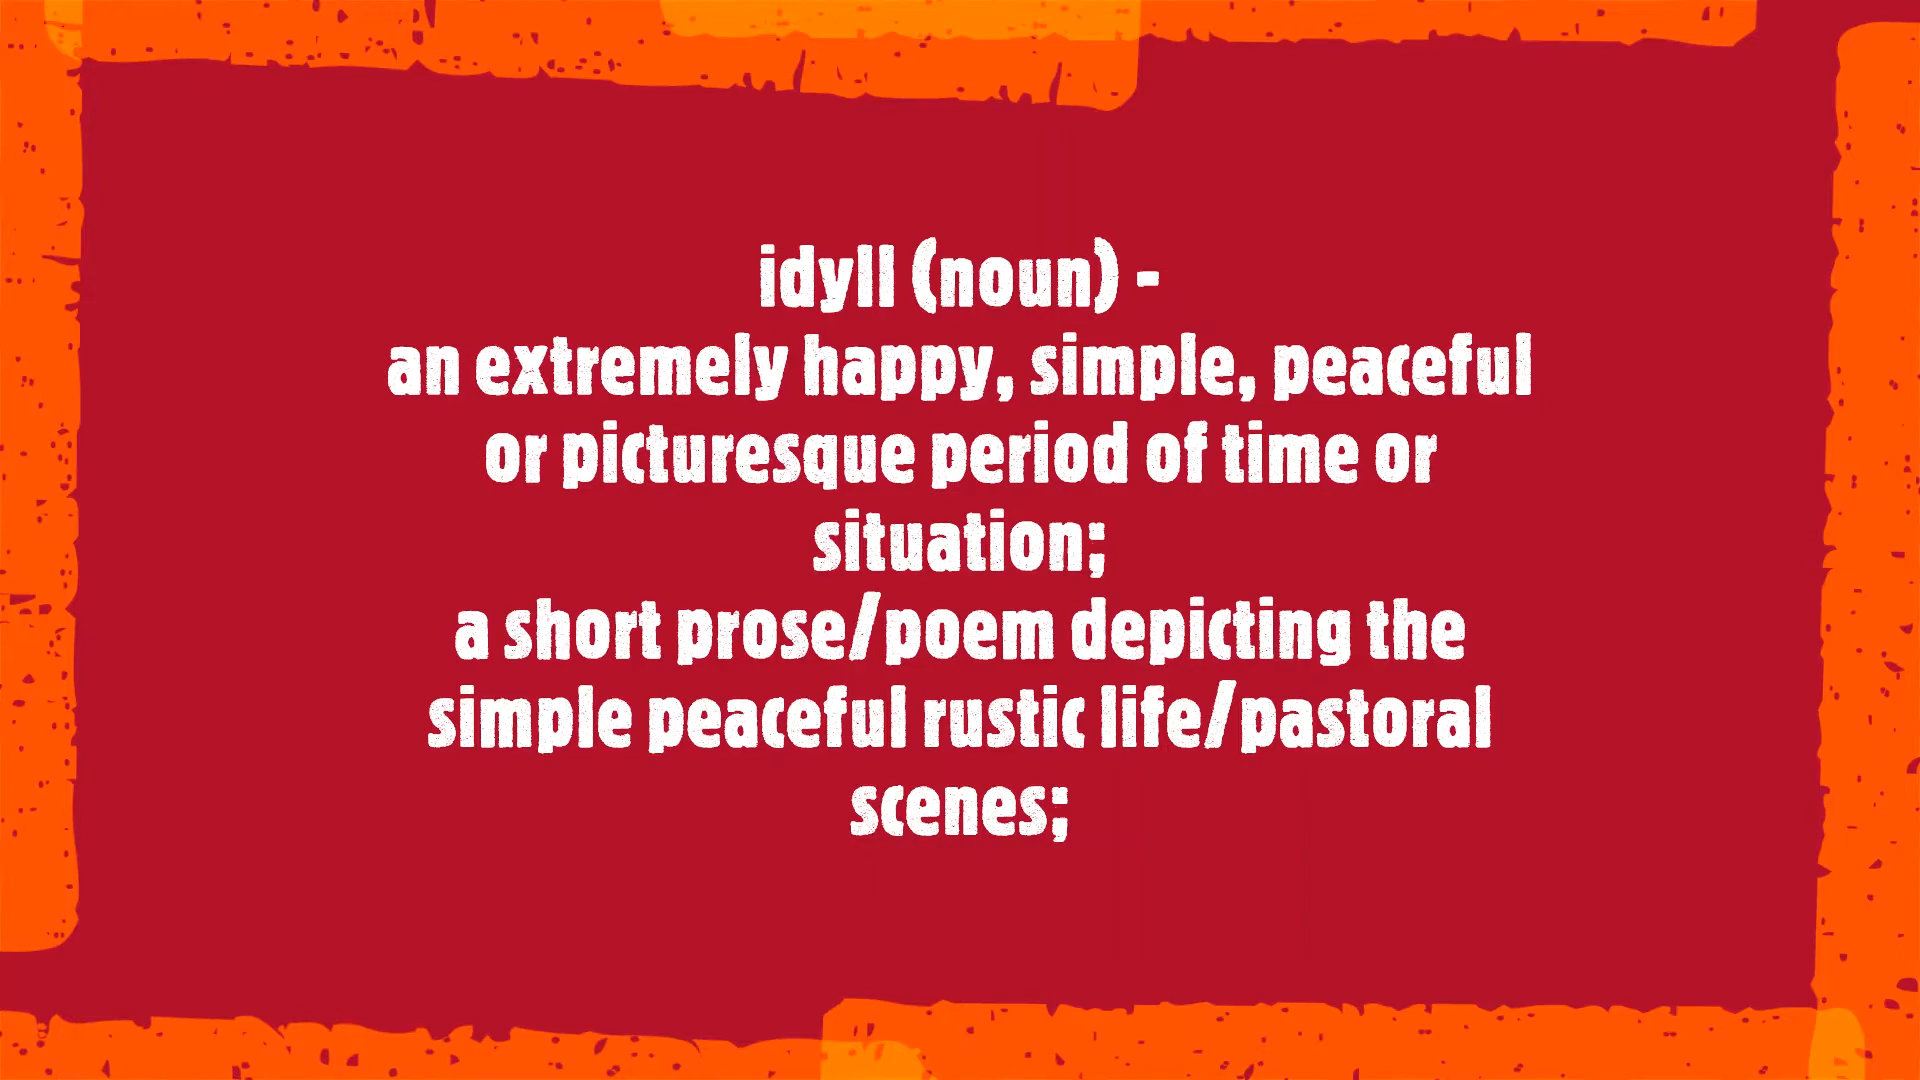 idyll (noun) -
an extremely happy, simple, peaceful
or picturesque period of time or
situation;
a short prose/poem depicting the
simple peaceful rustic life/pastoral
scenes;